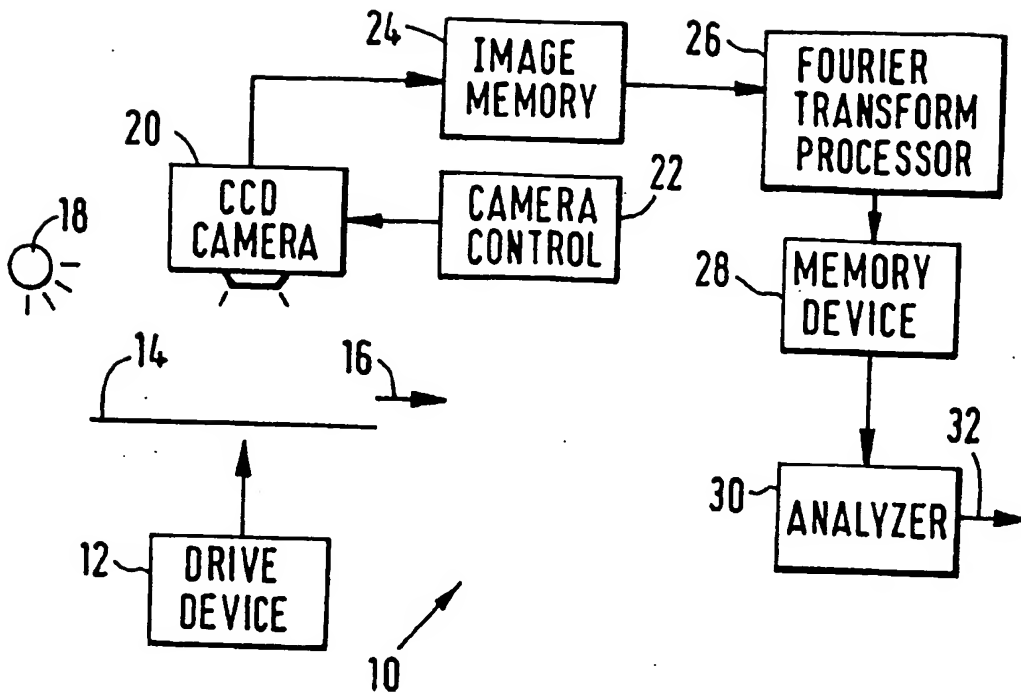 24
IMAGE
MEMORY
26
FOURIER
TRANSFORM
PROCESSOR
20
CCD
CAMERA
CAMERA
CONTROL
22
18
28
MEMORY
DEVICE
14
16
32
30
ANALYZER
12
DRIVE
DEVICE
10